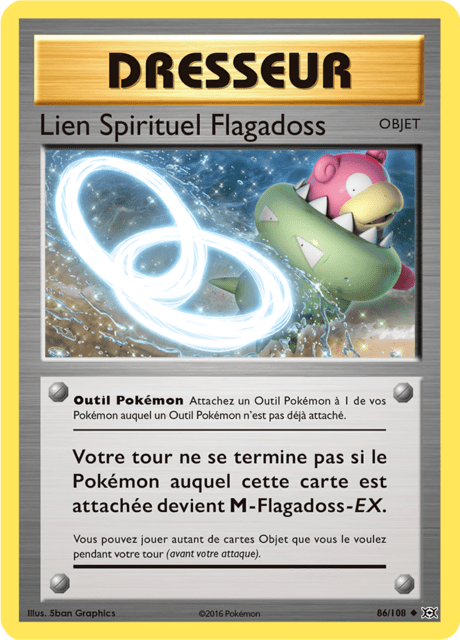 DRESSEUR
Lien Spirituel Flagadoss OBJET
Outil Pokémon Attachez un Outil Pokémon à 1 de vos
Pokémon auquel un Outil Pokémon n'est pas déjà attaché.
Votre tour ne se termine pas si le
Pokémon auquel cette carte est
attachée devient M-Flagadoss-EX.
Vous pouvez jouer autant de cartes Objet que vous le voulez
pendant votre tour (avant votre attaque).
Illus. 5ban Graphics ©2016 Pokémon 86/108